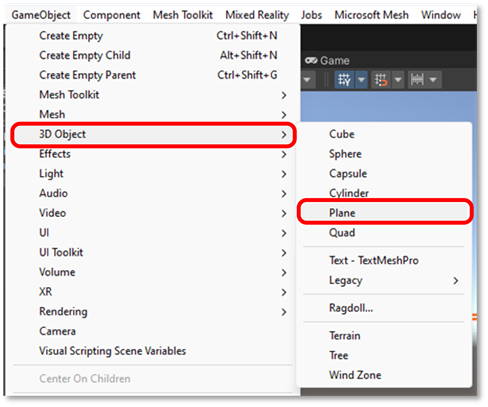 GameObject Component Mesh Toolkit Mixed Reality Jobs Microsoft Mesh Window
Create Empty Ctrl+Shift+N
Create Empty Child Alt+Shift+N
Create Empty Parent Ctrl+Shift+G
Mesh Toolkit
Mesh
3D Object
Effects
Light
Audio
Video
UI
UI Toolkit
Volume
XR
Rendering
Camera
Visual Scripting Scene Variables
Center On Children
Game
Cube
Sphere
Capsule
Cylinder
Plane
Quad
Text - TextMeshPro
Legacy
Ragdoll...
Terrain
Tree
Wind Zone